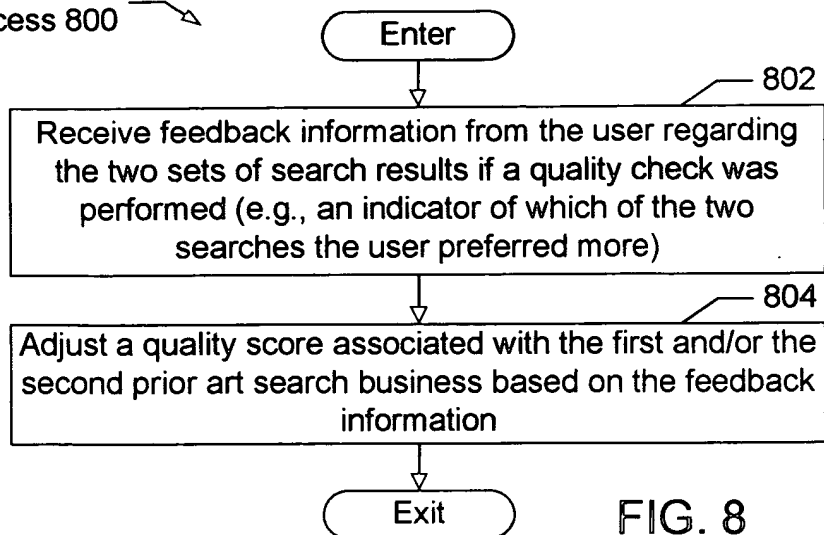 cess 800
Enter
802
Receive feedback information from the user regarding
the two sets of search results if a quality check was
performed (e.g., an indicator of which of the two
searches the user preferred more)
804
Adjust a quality score associated with the first and/or the
second prior art search business based on the feedback
information
Exit
FIG. 8